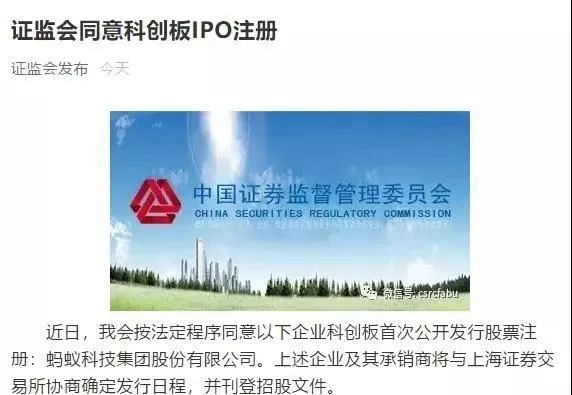 证监会同意科创板IPO注册
证监会发布 今天
中国证券监督管理委员会
CHINA SECURITIES REGULATORY COMMISSION
微信号: csrcfabu
近日，我会按法定程序同意以下企业科创板首次公开发行股票注
册：蚂蚁科技集团股份有限公司。上述企业及其承销商将与上海证券交
易所协商确定发行日程，并刊登招股文件。